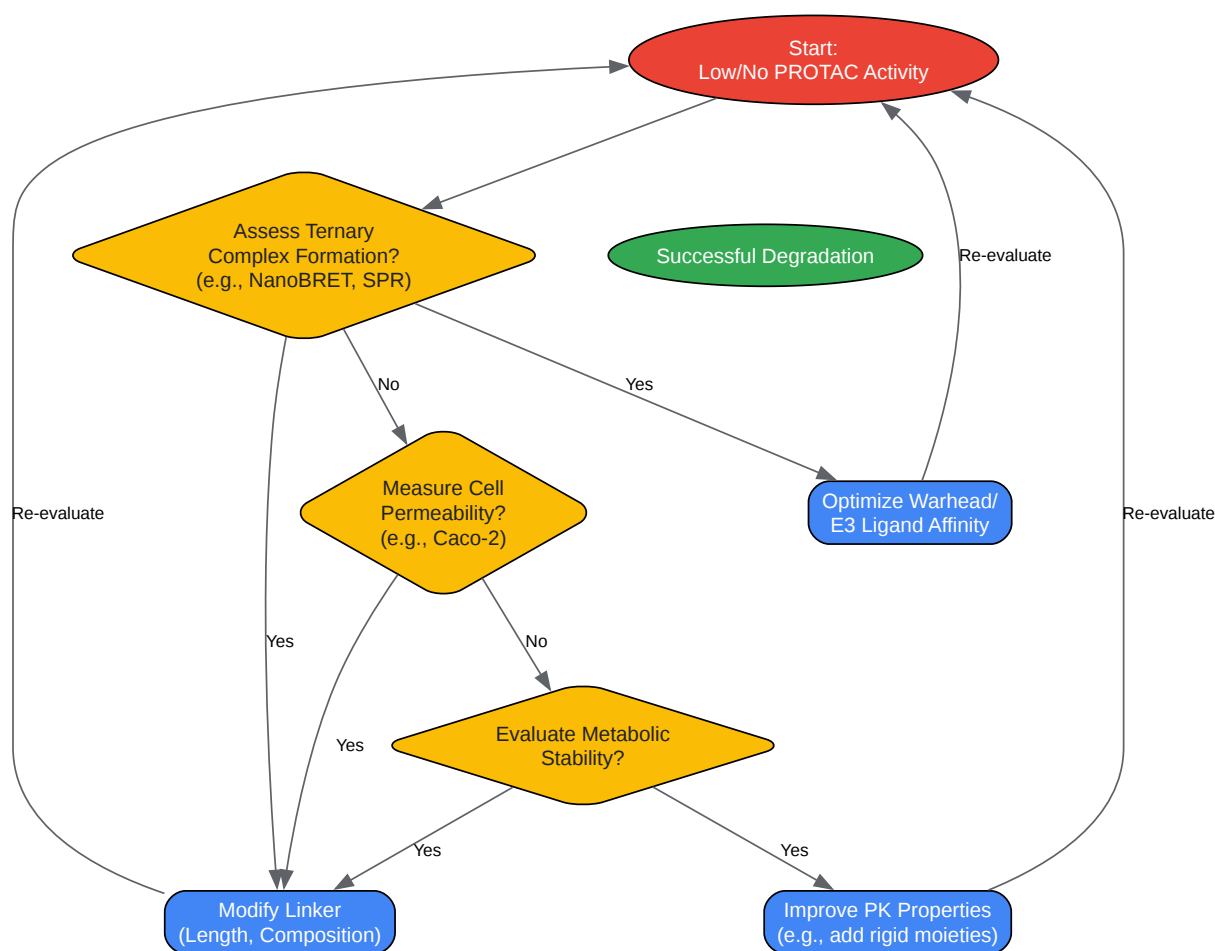 Start:
Low/No PROTAC Activity
Assess Ternary
Complex Formation?
(e.g., NanoBRET, SPR)
Successful Degradation
Re-evaluate
No
Yes
Measure Cell
Permeability?
(e.g., Caco-2)
Optimize Warhead/
E3 Ligand Affinity
Re-evaluate
Re-evaluate
Yes
No
Evaluate Metabolic
Stability?
Yes
Yes
Yes
Modify Linker
(Length, Composition)
Improve PK Properties
(e.g., add rigid moieties)